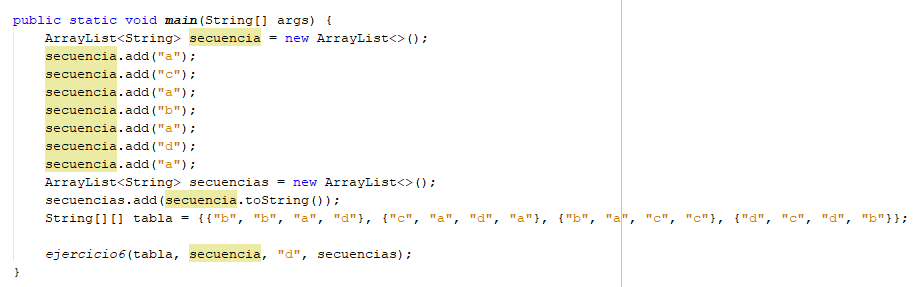 public static void main(String[] args) {
ArrayList<String> secuencia = new ArrayList<>();
secuencia.add("a");
secuencia.add("c");
secuencia.add("a");
secuencia.add("b");
secuencia.add("a");
secuencia.add("d");
secuencia.add("a");
ArrayList<String> secuencias = new ArrayList<>();
secuencias.add(secuencia.toString());
String[][] tabla = {{"b", "b", "a", "d"}, {"c", "a", "d", "a"}, {"b", "a", "c", "c"}, {"d", "c", "d", "b"}};
ejercicio6(tabla, secuencia, "d", secuencias);
}